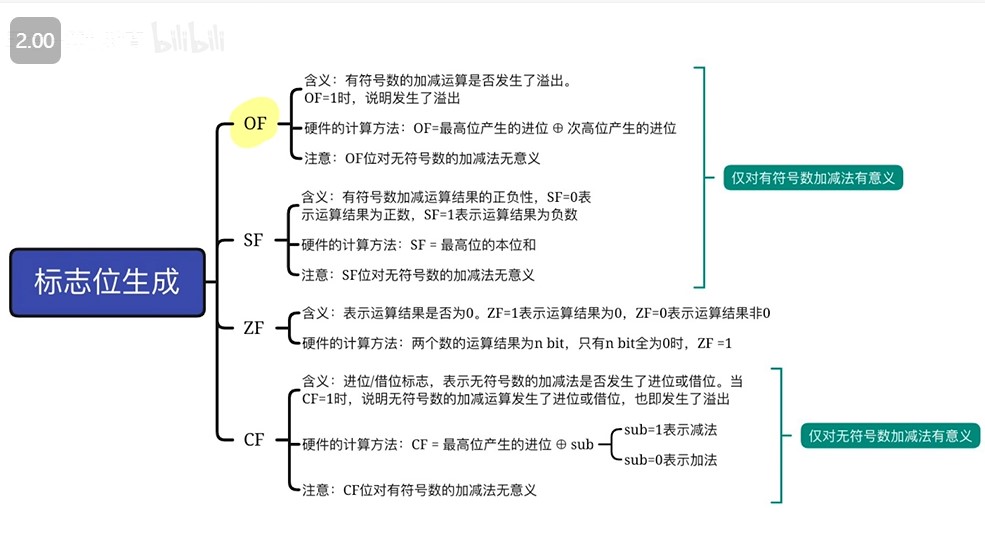 2.00
bilibili
含义：有符号数的加减运算是否发生了溢出。
OF=1时，说明发生了溢出
OF
硬件的计算方法：OF=最高位产生的进位 ⊕ 次高位产生的进位
注意：OF位对无符号数的加减法无意义
仅对有符号数加减法有意义
含义：有符号数加减运算结果的正负性，SF=0表
示运算结果为正数，SF=1表示运算结果为负数
SF
硬件的计算方法：SF = 最高位的本位和
注意：SF位对无符号数的加减法无意义
标志位生成
含义：表示运算结果是否为0。ZF=1表示运算结果为0，ZF=0表示运算结果非0
ZF
硬件的计算方法：两个数的运算结果为n bit，只有n bit全为0时，ZF =1
含义：进位/借位标志，表示无符号数的加减法是否发生了进位或借位。当
CF=1时，说明无符号数的加减运算发生了进位或借位，也即发生了溢出
CF
硬件的计算方法：CF = 最高位产生的进位 ⊕ sub
sub=1表示减法
sub=0表示加法
注意：CF位对有符号数的加减法无意义
仅对无符号数加减法有意义